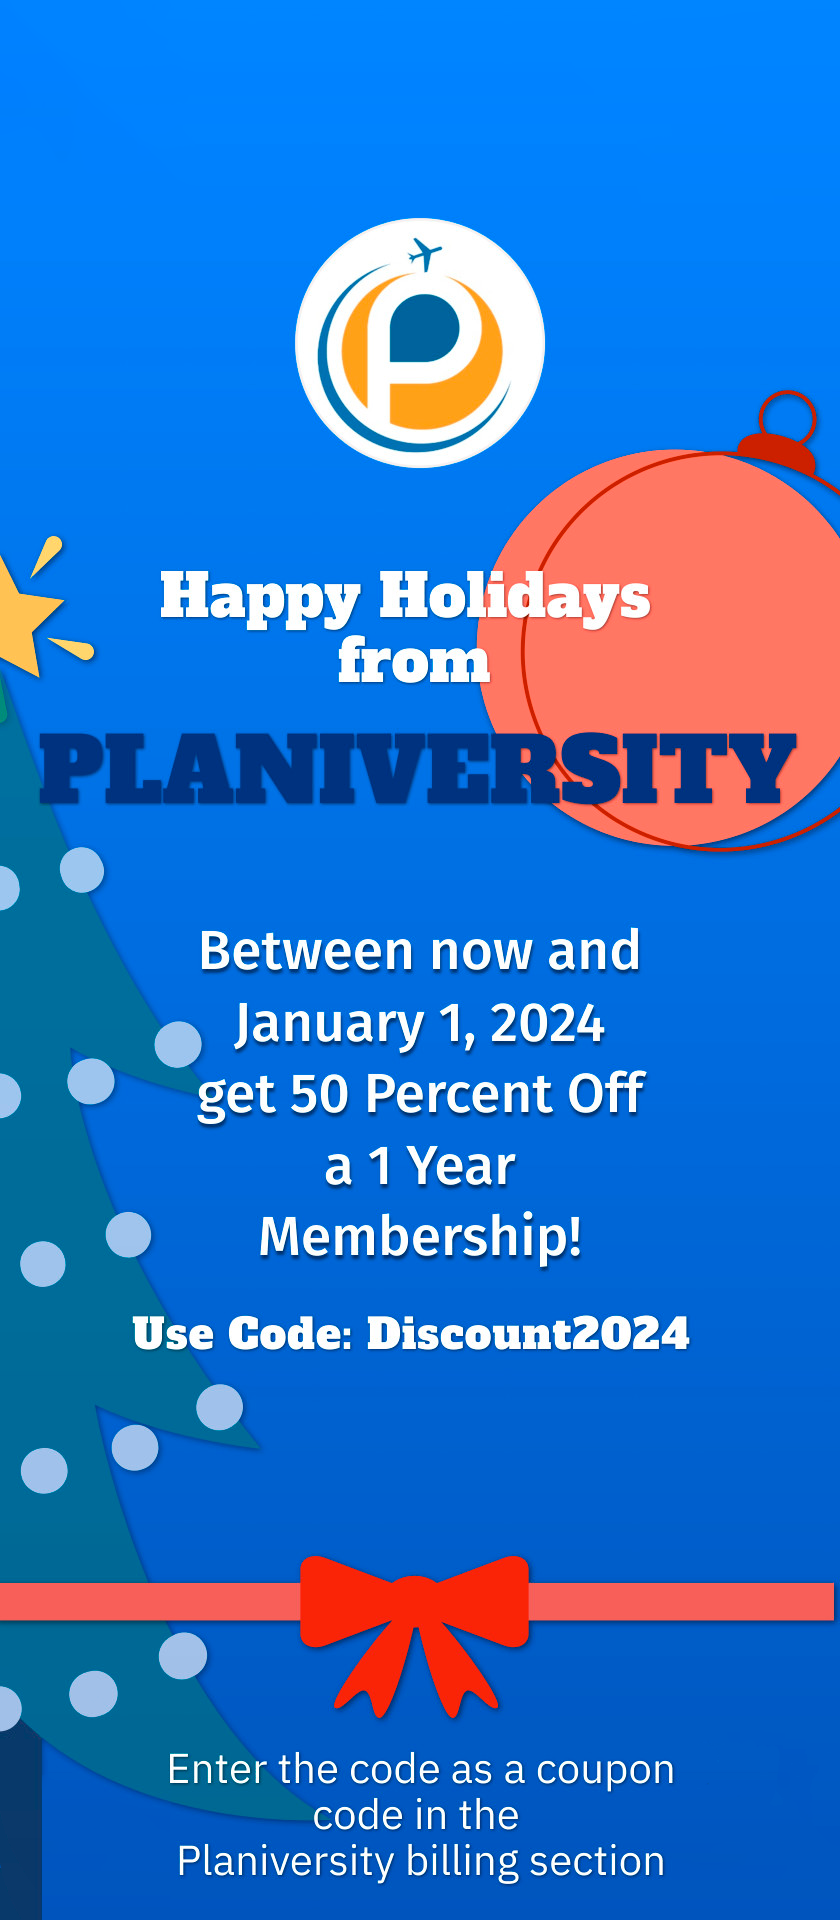 Happy Holidays
from
PLANIVERSITY
Between now and
January 1, 2024
get 50 Percent Off
a 1 Year
Membership!
Use Code: Discount2024
Enter the code as a coupon
code in the
Planiversity billing section